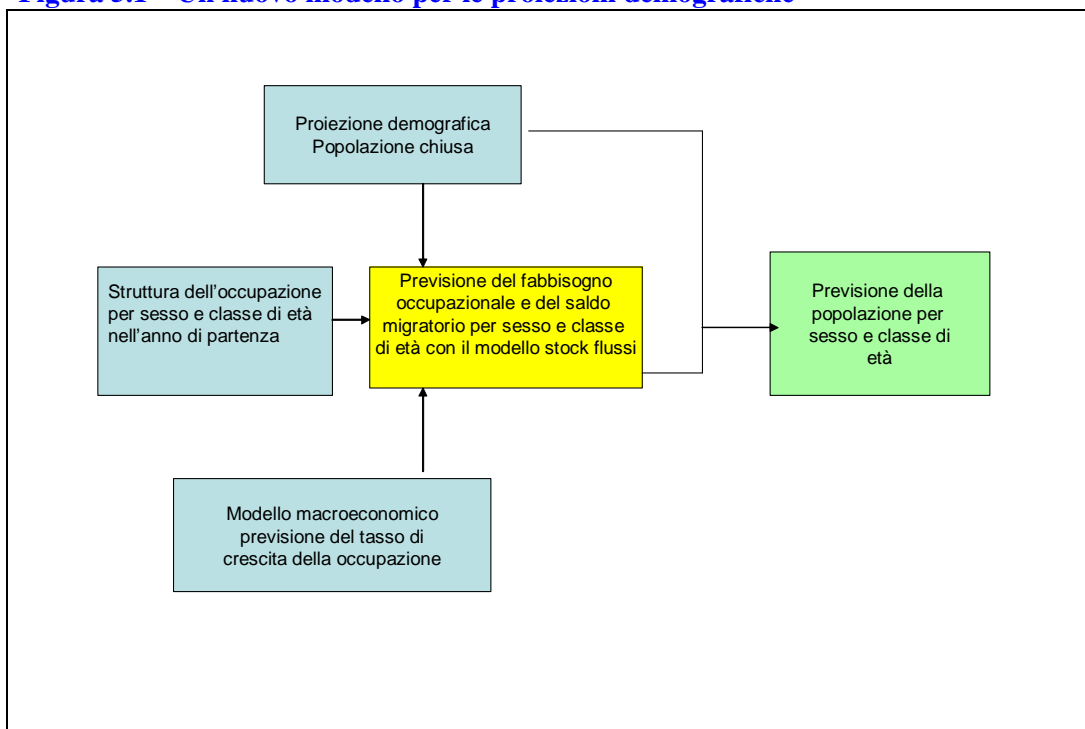 Figura 3.1 – Un nuovo modello per le proiezioni demografiche
Proiezione demografica
Popolazione chiusa
Struttura dell'occupazione
per sesso e classe di età
nell'anno di partenza
Previsione del fabbisogno
occupazionale e del saldo
migratorio per sesso e classe
di età con il modello stock flussi
Previsione della
popolazione per
sesso e classe di
età
Modello macroeconomico
previsione del tasso di
crescita della occupazione